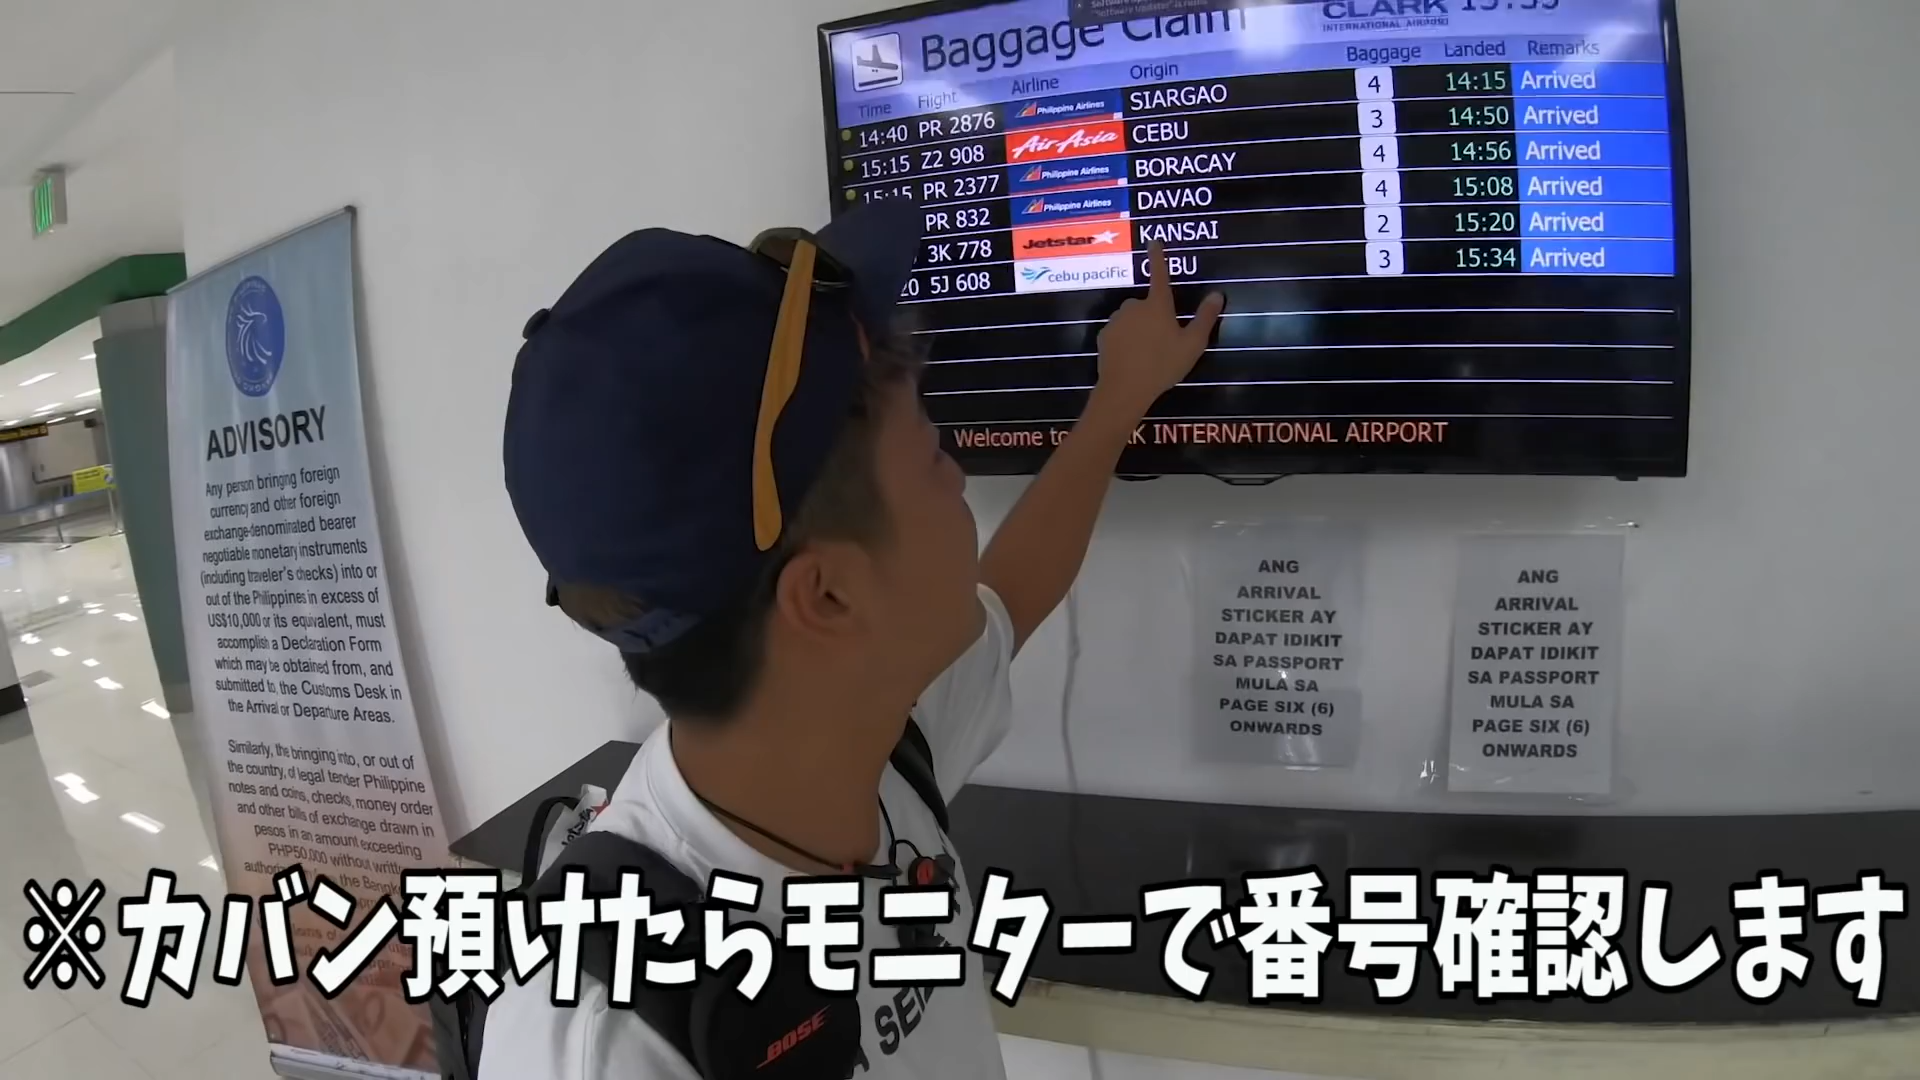 Baggage Claim
CLARK
INTERNATIONAL AIRPORT
Time Flight Airline Origin Baggage Landed Remarks
14:40 PR 2876 Philippine Airlines SIARGAO 4 14:15 Arrived
15:15 Z2 908 AirAsia CEBU 3 14:50 Arrived
15:15 PR 2377 Philippine Airlines BORACAY 4 14:56 Arrived
PR 832 Philippine Airlines DAVAO 4 15:08 Arrived
3K 778 Jetstar KANSAI 2 15:20 Arrived
20 5J 608 cebu pacific CEBU 3 15:34 Arrived
Welcome to INTERNATIONAL AIRPORT
ADVISORY
Any person bringing foreign
currency and other foreign
exchange-denominated bearer
negotiable monetary instruments
(including traveler's checks) into or
out of the Philippines in excess of
US$10,000 or its equivalent, must
accomplish a Declaration Form
which may be obtained from, and
submitted to, the Customs Desk in
the Arrival or Departure Areas.
Similarly, the bringing into, or out of
the country, of legal tender Philippine
notes and coins, checks, money order
and other bills of exchange drawn in
pesos in an amount exceeding
PHP50,000 without
the
ANG
ARRIVAL
STICKER AY
DAPAT IDIKIT
SA PASSPORT
MULA SA
PAGE SIX (6)
ONWARDS
ANG
ARRIVAL
STICKER AY
DAPAT IDIKIT
SA PASSPORT
MULA SA
PAGE SIX (6)
ONWARDS
※カバン預けたらモニターで番号確認します
BOSE